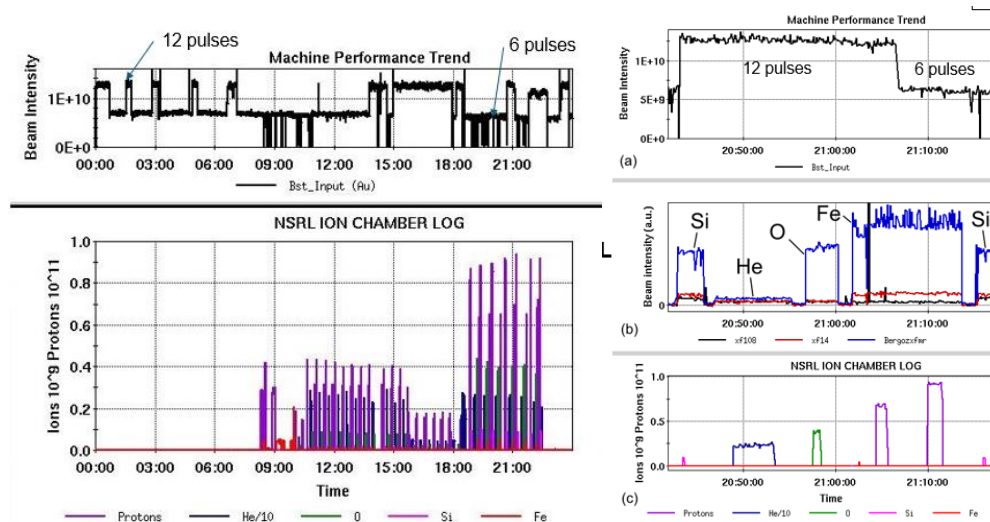 12 pulses
6 pulses
Machine Performance Trend
Beam Intensity
1E+10
0E+10
00:00 03:00 06:00 09:00 12:00 15:00 18:00 21:00
Bst_Input (Au)
NSRL ION CHAMBER LOG
Ions 10^9 Protons 10^11
1.0
0.8
0.6
0.4
0.2
0.0
00:00 03:00 06:00 09:00 12:00 15:00 18:00 21:00
Time
Protons He/10 O Si Fe
Machine Performance Trend
Beam Intensity
1E+10
5E+9
0E+0
12 pulses
6 pulses
20:50:00 21:00:00 21:10:00
(a)
Bst_Input
Beam intensity (a.u.)
Si
He
O
Fe
Si
0
20:50:00 21:00:00 21:10:00
(b)
xf108 xf14 Bergozxfmr
NSRL ION CHAMBER LOG
Ions 10^9 Protons 10^11
1.0
0.5
0.0
20:50:00 21:00:00 21:10:00
(c)
Time
Protons He/10 O Si Fe